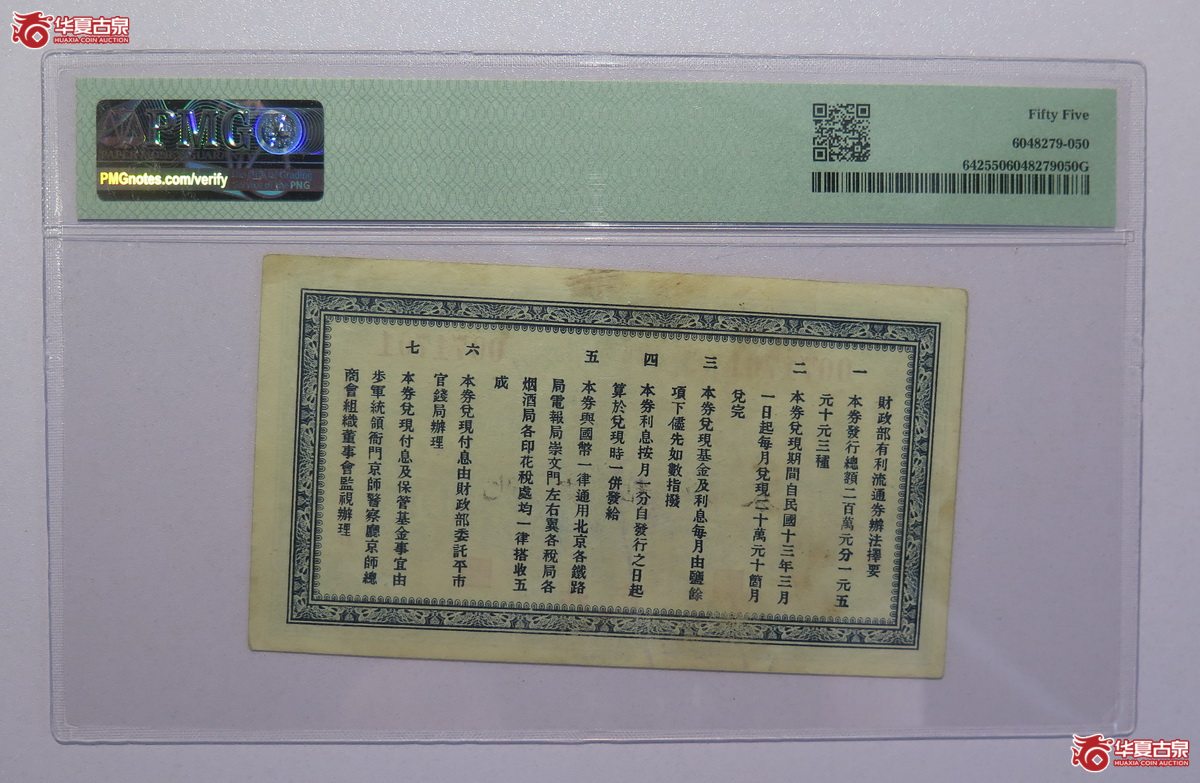 华夏古泉
HUAXIA COIN AUCTION
PMG
PMGnotes.com/verify
Fifty Five
6048279-050
6425506048279050G
財政部有利流通券辦法擇要
一
本券發行總額二百萬元分一元五
元十元三種
二
本券兌現期間自民國十三年三月
一日起每月兌現二十萬元十箇月
兌完
三
本券兌現基金及利息每月由鹽餘
項下儘先如數指撥
四
本券利息按月一分自發行之日起
算於兌現時一併發給
五
本券與國幣一律通用北京各鐵路
局電報局崇文門左右翼各稅局各
烟酒局各印花稅處均一律搭收五
成
六
本券兌現付息由財政部委託平市
官錢局辦理
七
本券兌現付息及保管基金事宜由
步軍統領衙門京師警察廳京師總
商會組織董事會監視辦理
华夏古泉
HUAXIA COIN AUCTION